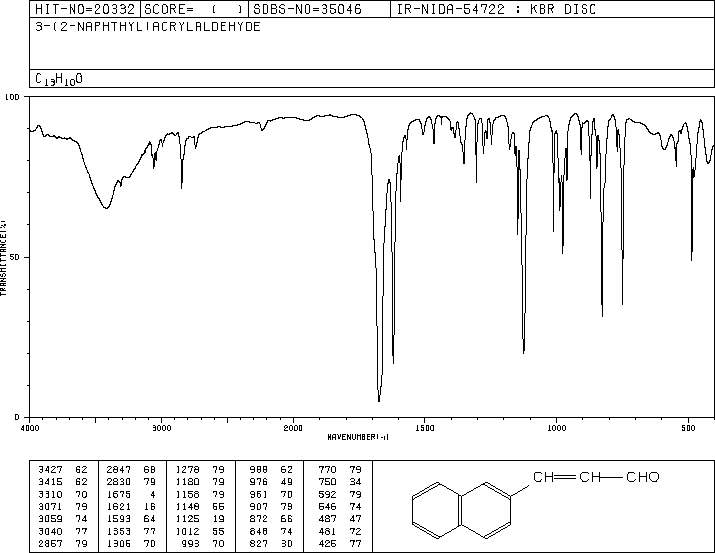 HIT-NO=20332 SCORE= ( ) SDBS-NO=35046 IR-NIDA-54722 : KBR DISC
3-(2-NAPHTHYL)ACRYLALDEHYDE
C13H10O
100
50
0
TRANSMITTANCE(%)
4000 3000 2000 1500 1000 500
WAVENUMBER(-1)
3427 62 2847 68 1278 79 988 62 770 79
3415 62 2830 79 1180 79 976 49 750 34
3310 70 1675 4 1158 79 961 70 592 79
3071 79 1621 16 1148 55 907 79 546 74
3059 74 1593 64 1125 19 872 66 487 47
3040 77 1353 77 1012 55 848 74 481 72
2867 79 1306 70 993 70 827 30 426 77
CH=CH-CHO